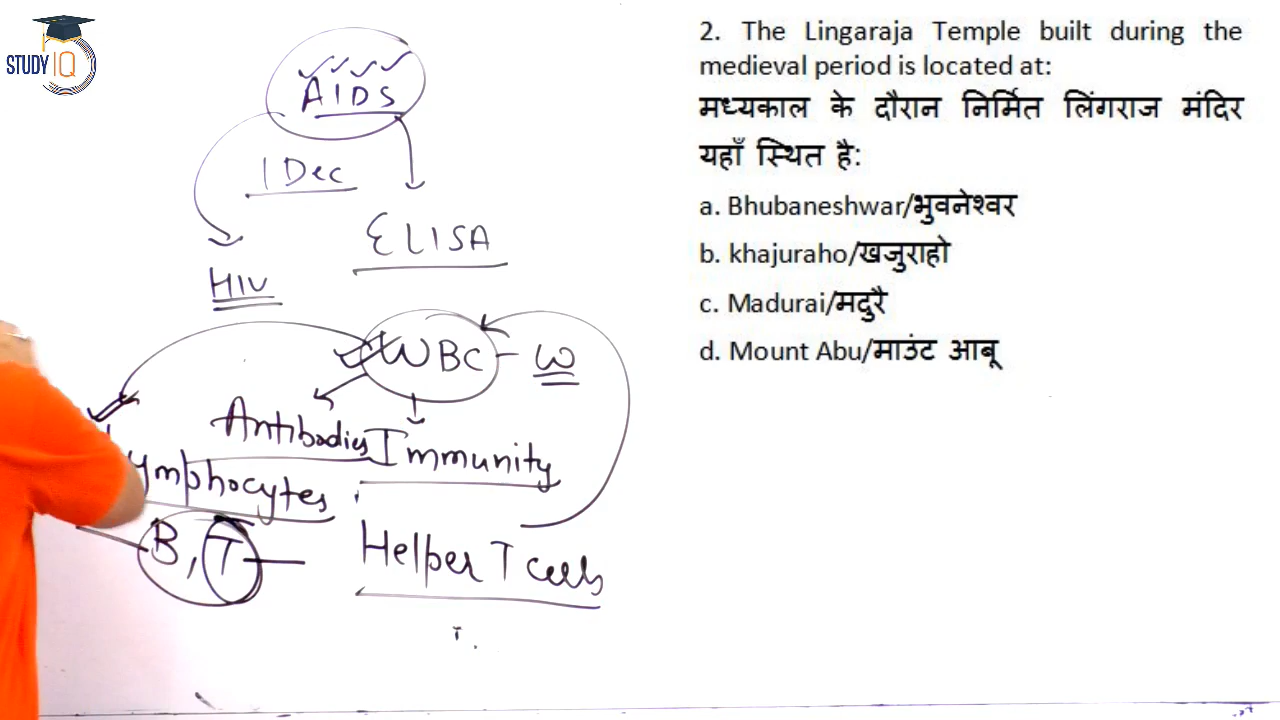 STUDY IQ
AIDS
1 Dec
ELISA
HIV
WBC - W
Antibodies Immunity
Lymphocytes
B, T
Helper T cells
2. The Lingaraja Temple built during the
medieval period is located at:
मध्यकाल के दौरान निर्मित लिंगराज मंदिर
यहाँ स्थित है:
a. Bhubaneshwar/भुवनेश्वर
b. khajuraho/खजुराहो
c. Madurai/मदुरै
d. Mount Abu/माउंट आबू